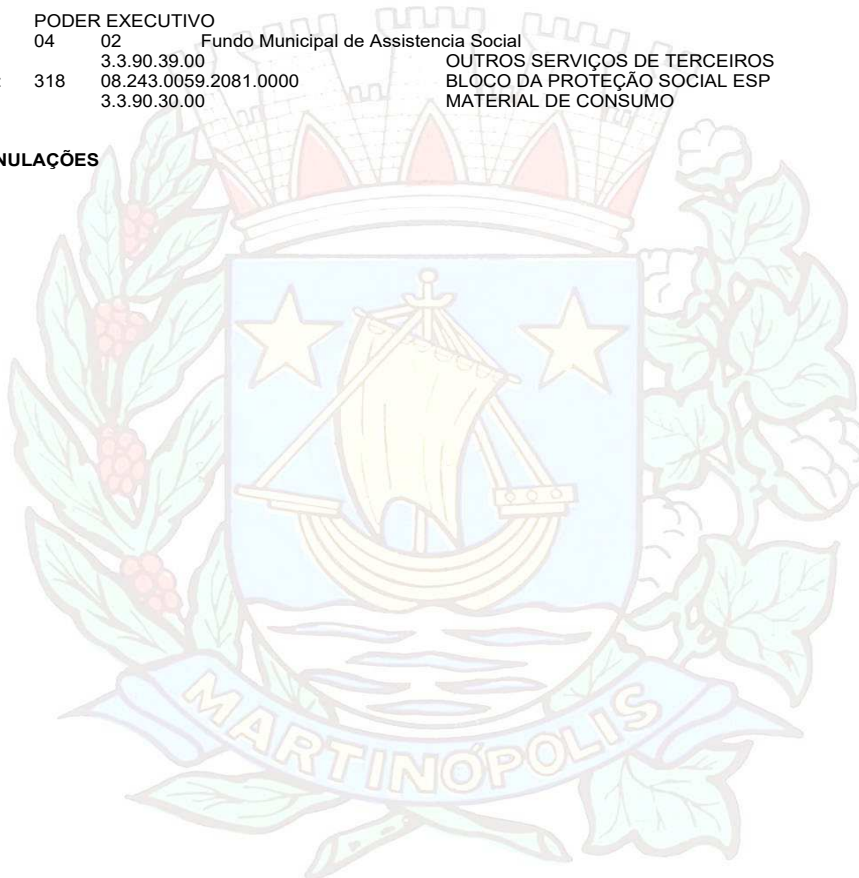 PODER EXECUTIVO
04 02 Fundo Municipal de Assistencia Social
3.3.90.39.00 OUTROS SERVIÇOS DE TERCEIROS
318 08.243.0059.2081.0000 BLOCO DA PROTEÇÃO SOCIAL ESP
3.3.90.30.00 MATERIAL DE CONSUMO
NULAÇÕES
MARTINÓPOLIS